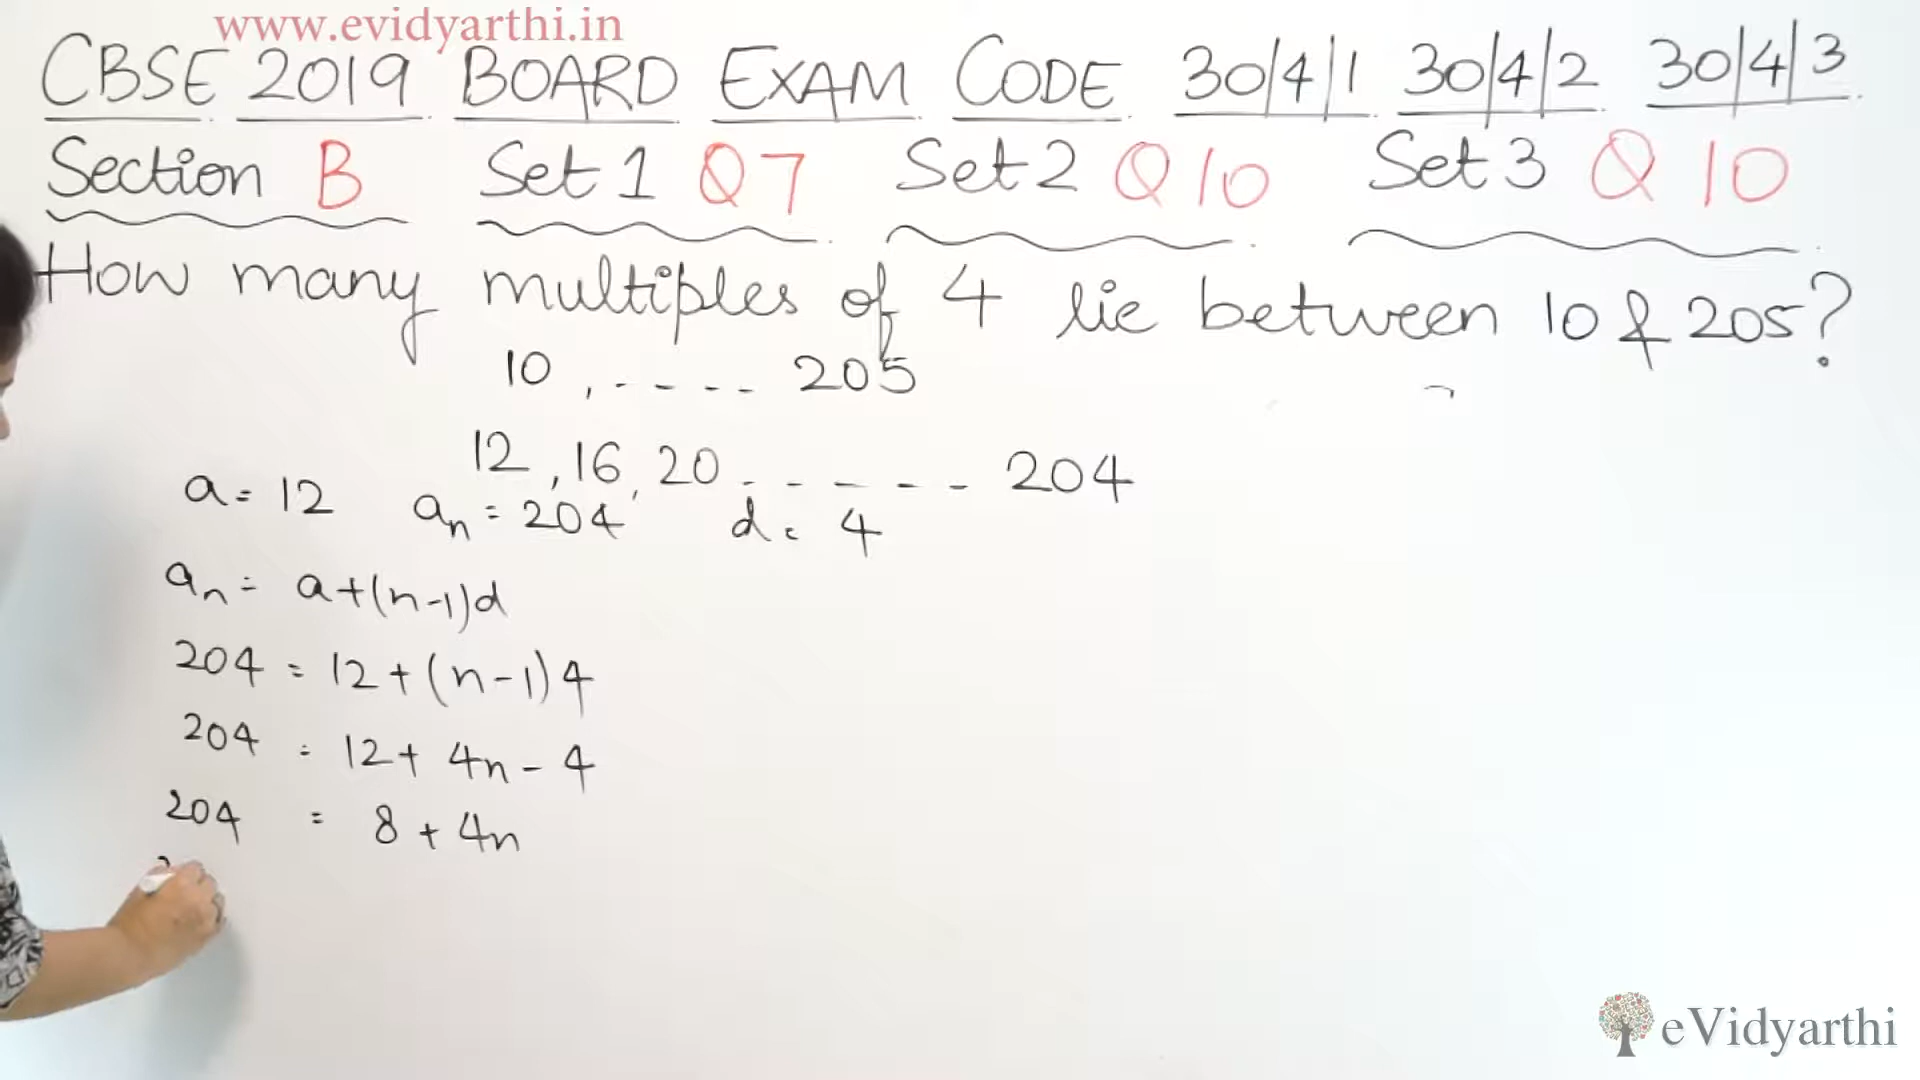 www.evidyarthi.in
CBSE 2019 BOARD EXAM CODE 30/4/1 30/4/2 30/4/3
Section B Set 1 Q7 Set 2 Q 10 Set 3 Q 10
How many multiples of 4 lie between 10 & 205?
10, ---- 205
12, 16, 20 ------ 204
a = 12 aₙ = 204 d = 4
aₙ = a+(n-1)d
204 = 12 + (n-1)4
204 = 12 + 4n - 4
204 = 8 + 4n
eVidyarthi